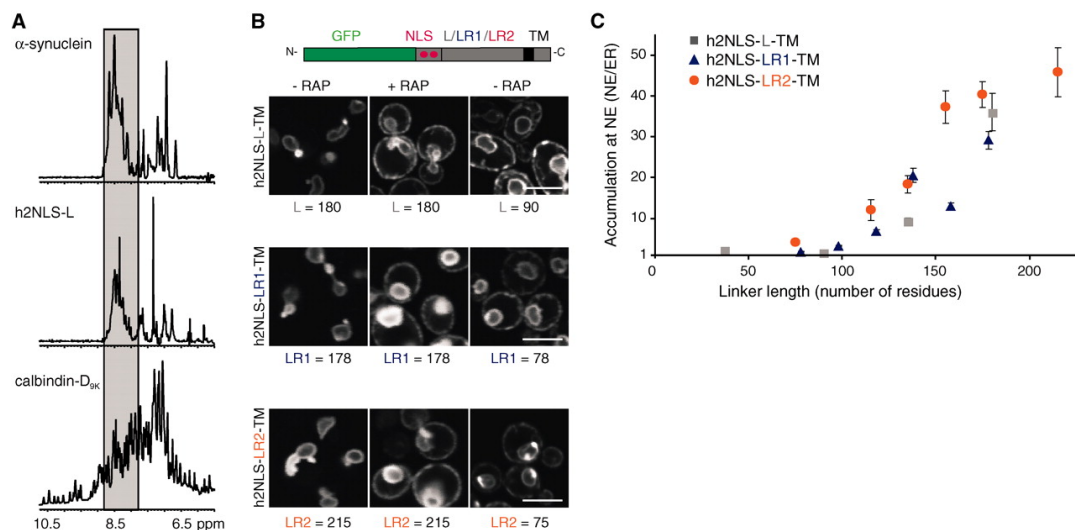 A
α-synuclein
h2NLS-L
calbindin-D9K
10.5 8.5 6.5 ppm
B
GFP NLS L/LR1/LR2 TM
N- -C
- RAP + RAP - RAP
h2NLS-L-TM
L = 180 L = 180 L = 90
h2NLS-LR1-TM
LR1 = 178 LR1 = 178 LR1 = 78
h2NLS-LR2-TM
LR2 = 215 LR2 = 215 LR2 = 75
C
h2NLS-L-TM
h2NLS-LR1-TM
h2NLS-LR2-TM
Accumulation at NE (NE/ER)
50
40
30
20
10
1
0 50 100 150 200
Linker length (number of residues)